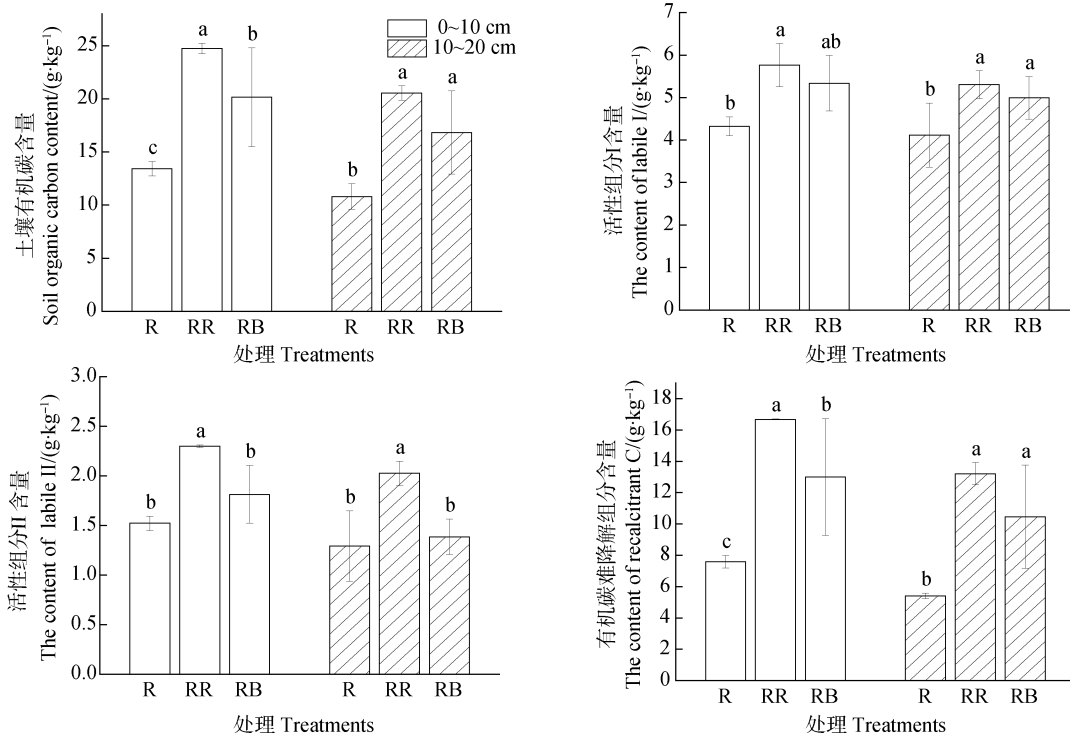 土壤有机碳含量
Soil organic carbon content/(g·kg⁻¹)
25
20
15
10
5
0
c
a
b
b
a
a
0~10 cm
10~20 cm
R RR RB R RR RB
处理 Treatments
活性组分I含量
The content of labile I/(g·kg⁻¹)
7
6
5
4
3
2
1
0
b
a
ab
b
a
a
R RR RB R RR RB
处理 Treatments
活性组分II 含量
The content of labile II/(g·kg⁻¹)
3.0
2.5
2.0
1.5
1.0
0.5
0.0
b
a
b
b
a
b
R RR RB R RR RB
处理 Treatments
有机碳难降解组分含量
The content of recalcitrant C/(g·kg⁻¹)
18
16
14
12
10
8
6
4
2
0
c
a
b
b
a
a
R RR RB R RR RB
处理 Treatments